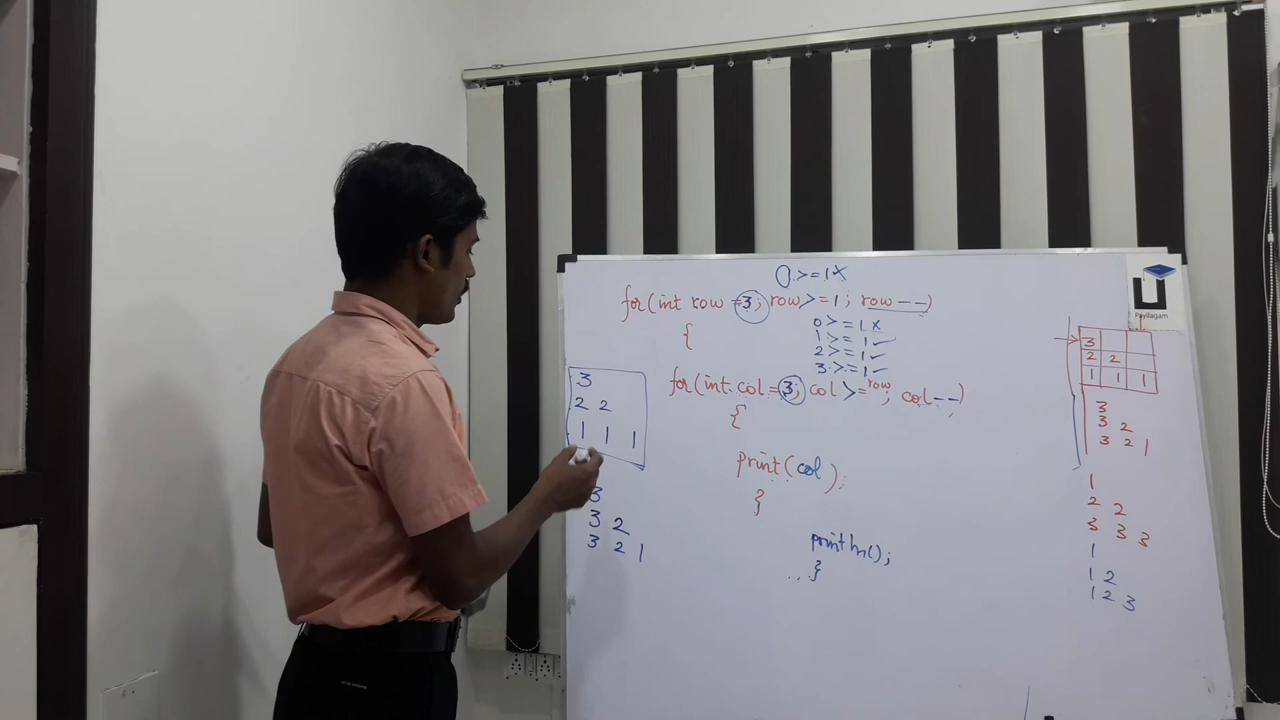 0 >= 1 x
for(int row = 3; row >= 1; row--)
{
0 >= 1 x
1 >= 1 ✓
2 >= 1 ✓
3 >= 1 ✓
for(int col = 3; col >= row; col--)
{
print(col);
}
println();
...}
3
2 2
1 1 1
3
3 2
3 2 1
Payilagam
3
2 2
1 1 1
3
3 2
3 2 1
1
2 2
3 3 3
1
1 2
1 2 3